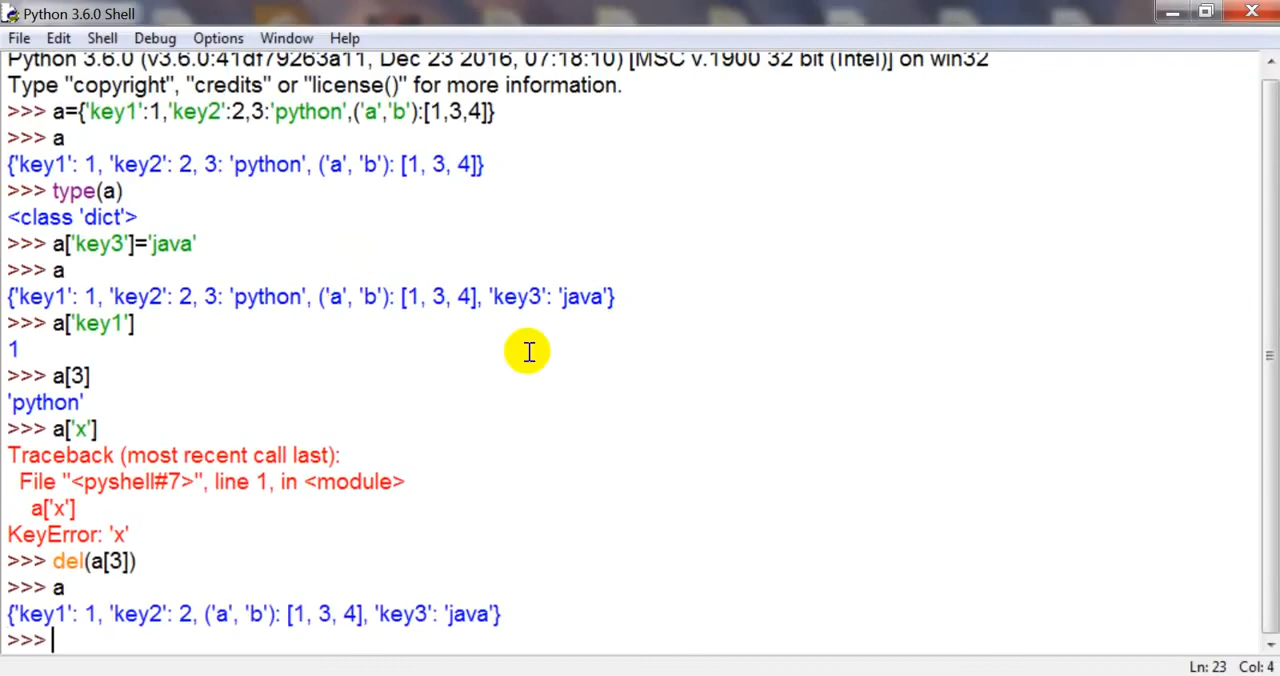 Python 3.6.0 Shell
File Edit Shell Debug Options Window Help
Python 3.6.0 (v3.6.0:41df79263a11, Dec 23 2016, 07:18:10) [MSC v.1900 32 bit (Intel)] on win32
Type "copyright", "credits" or "license()" for more information.
>>> a={'key1':1,'key2':2,3:'python',('a','b'):[1,3,4]}
>>> a
{'key1': 1, 'key2': 2, 3: 'python', ('a', 'b'): [1, 3, 4]}
>>> type(a)
<class 'dict'>
>>> a['key3']='java'
>>> a
{'key1': 1, 'key2': 2, 3: 'python', ('a', 'b'): [1, 3, 4], 'key3': 'java'}
>>> a['key1']
1
>>> a[3]
'python'
>>> a['x']
Traceback (most recent call last):
  File "<pyshell#7>", line 1, in <module>
    a['x']
KeyError: 'x'
>>> del(a[3])
>>> a
{'key1': 1, 'key2': 2, ('a', 'b'): [1, 3, 4], 'key3': 'java'}
>>>
Ln: 23 Col: 4